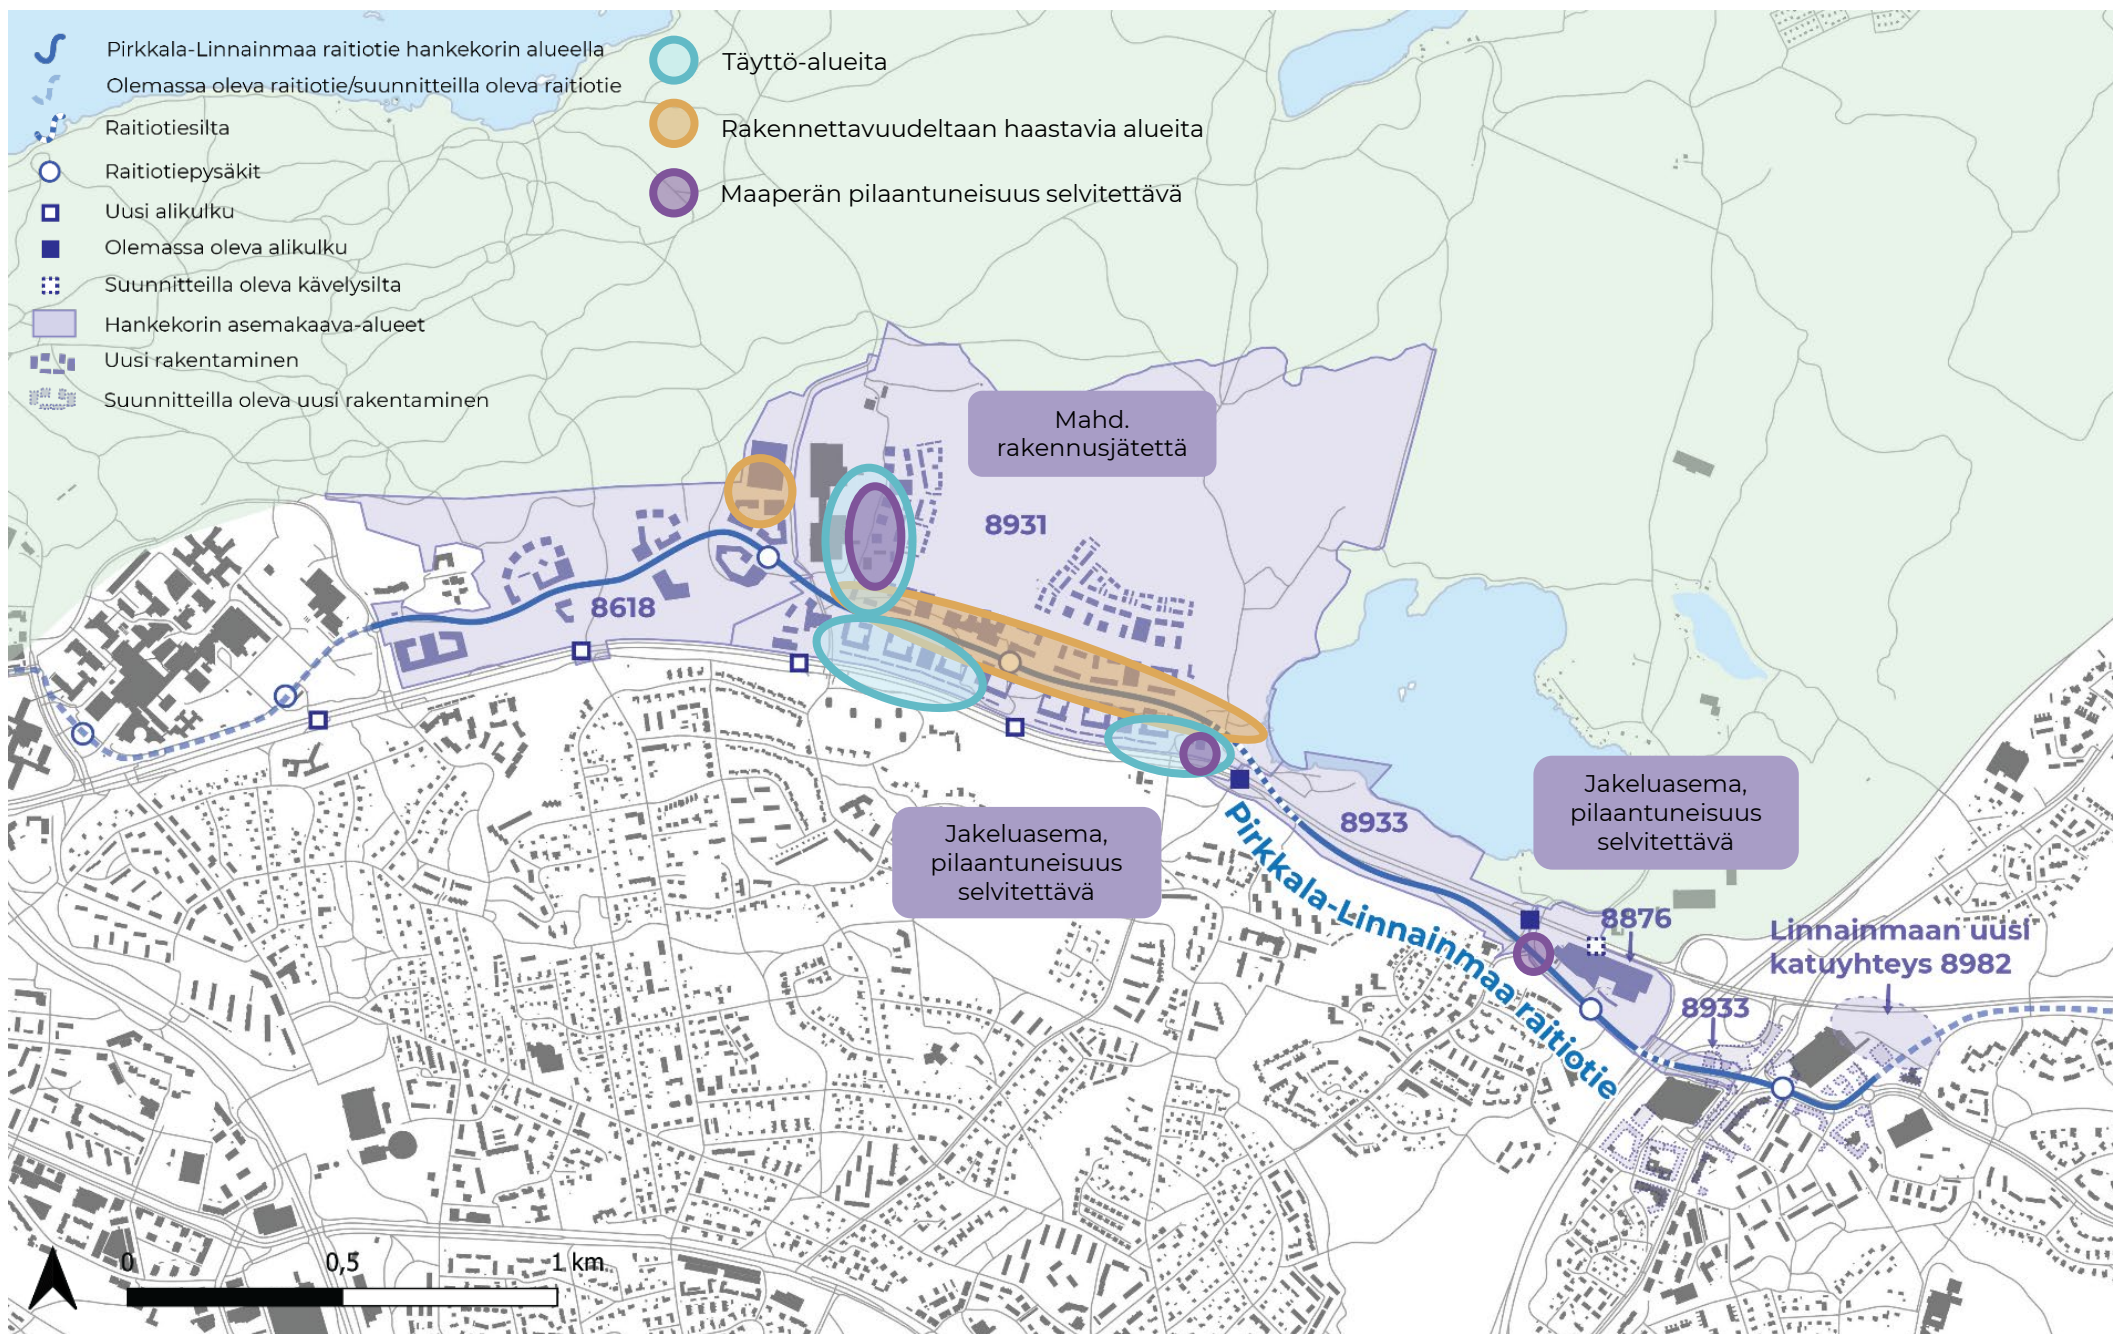 Pirkkala-Linnainmaa raitiotie hankekorin alueella
Olemassa oleva raitiotie/suunnitteilla oleva raitiotie
Raitiotiesilta
Raitiotiepysäkit
Uusi alikulku
Olemassa oleva alikulku
Suunnitteilla oleva kävelysilta
Hankekorin asemakaava-alueet
Uusi rakentaminen
Suunnitteilla oleva uusi rakentaminen
Täyttö-alueita
Rakennettavuudeltaan haastavia alueita
Maaperän pilaantuneisuus selvitettävä
Mahd.
rakennusjätettä
8931
8618
Jakeluasema,
pilaantuneisuus
selvitettävä
8933
Jakeluasema,
pilaantuneisuus
selvitettävä
Pirkkala-Linnainmaa raitiotie
8876
Linnainmaan uusi
katuyhteys 8982
8933
0 0,5 1 km